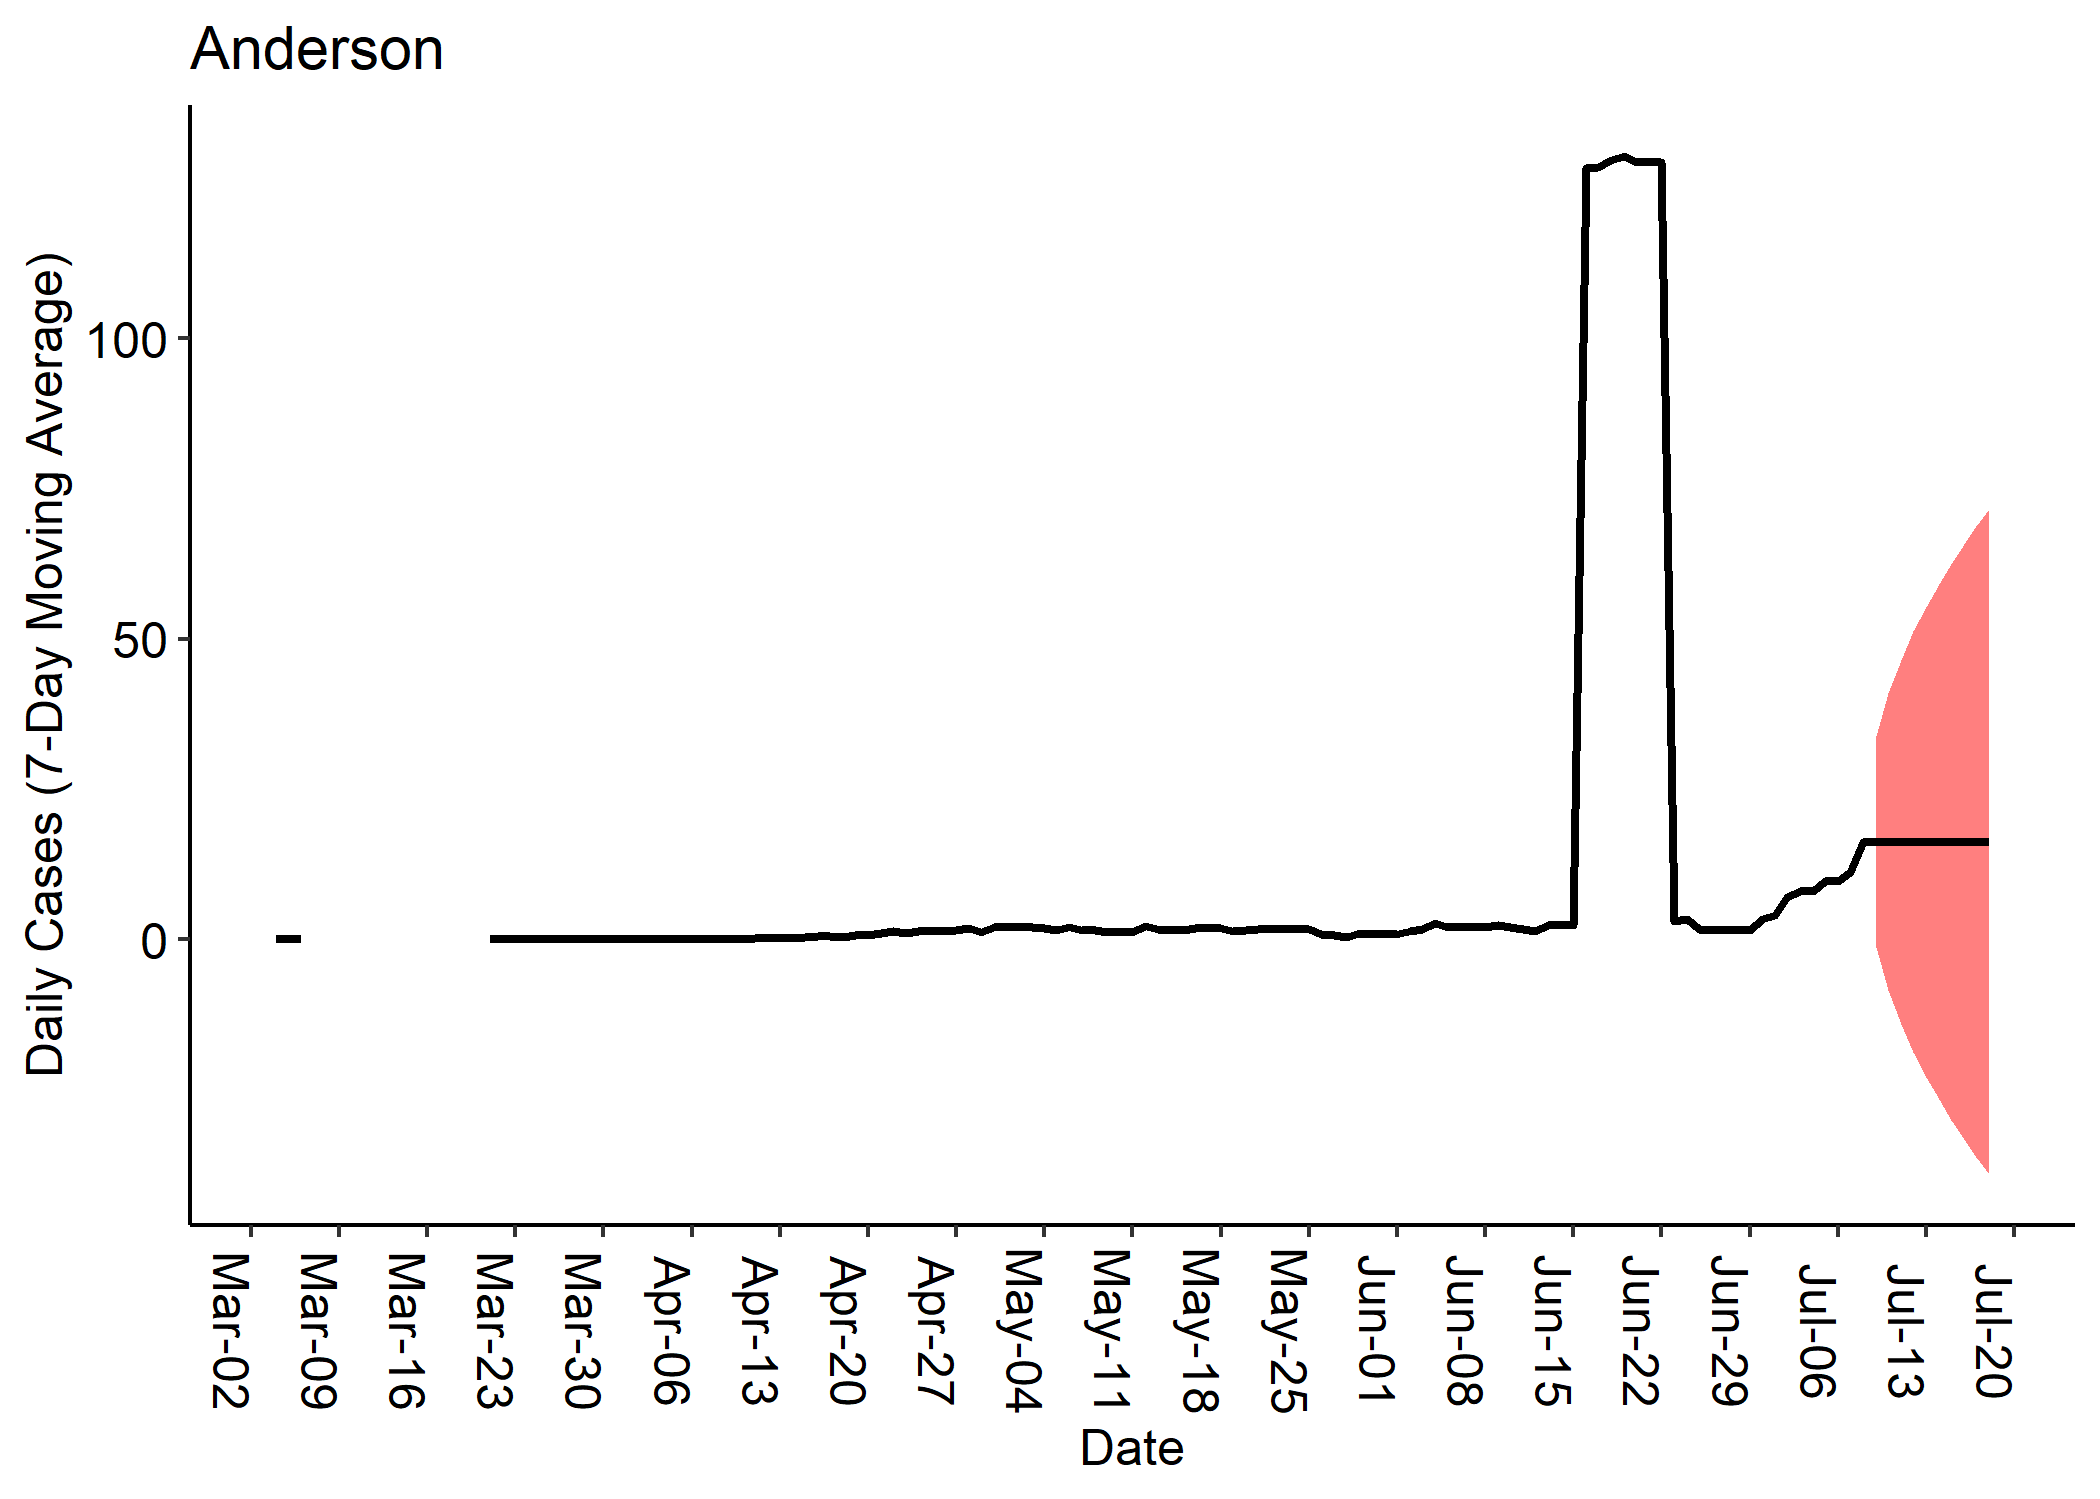 Anderson
Daily Cases (7-Day Moving Average)
100
50
0
Mar-02
Mar-09
Mar-16
Mar-23
Mar-30
Apr-06
Apr-13
Apr-20
Apr-27
May-04
May-11
May-18
May-25
Jun-01
Jun-08
Jun-15
Jun-22
Jun-29
Jul-06
Jul-13
Jul-20
Date